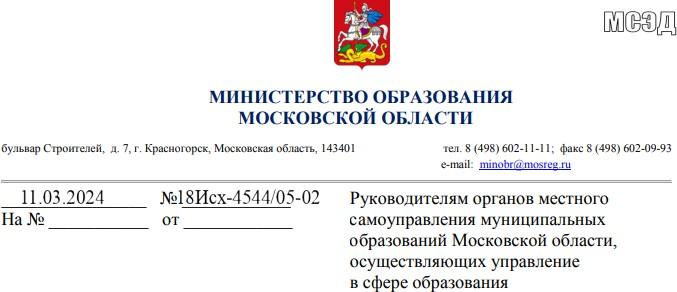 МСЭД
МИНИСТЕРСТВО ОБРАЗОВАНИЯ
МОСКОВСКОЙ ОБЛАСТИ
бульвар Строителей, д. 7, г. Красногорск, Московская область, 143401
тел. 8 (498) 602-11-11; факс 8 (498) 602-09-93
e-mail: minobr@mosreg.ru
11.03.2024 №18Исх-4544/05-02
На № ____________ от ____________
Руководителям органов местного
самоуправления муниципальных
образований Московской области,
осуществляющих управление
в сфере образования